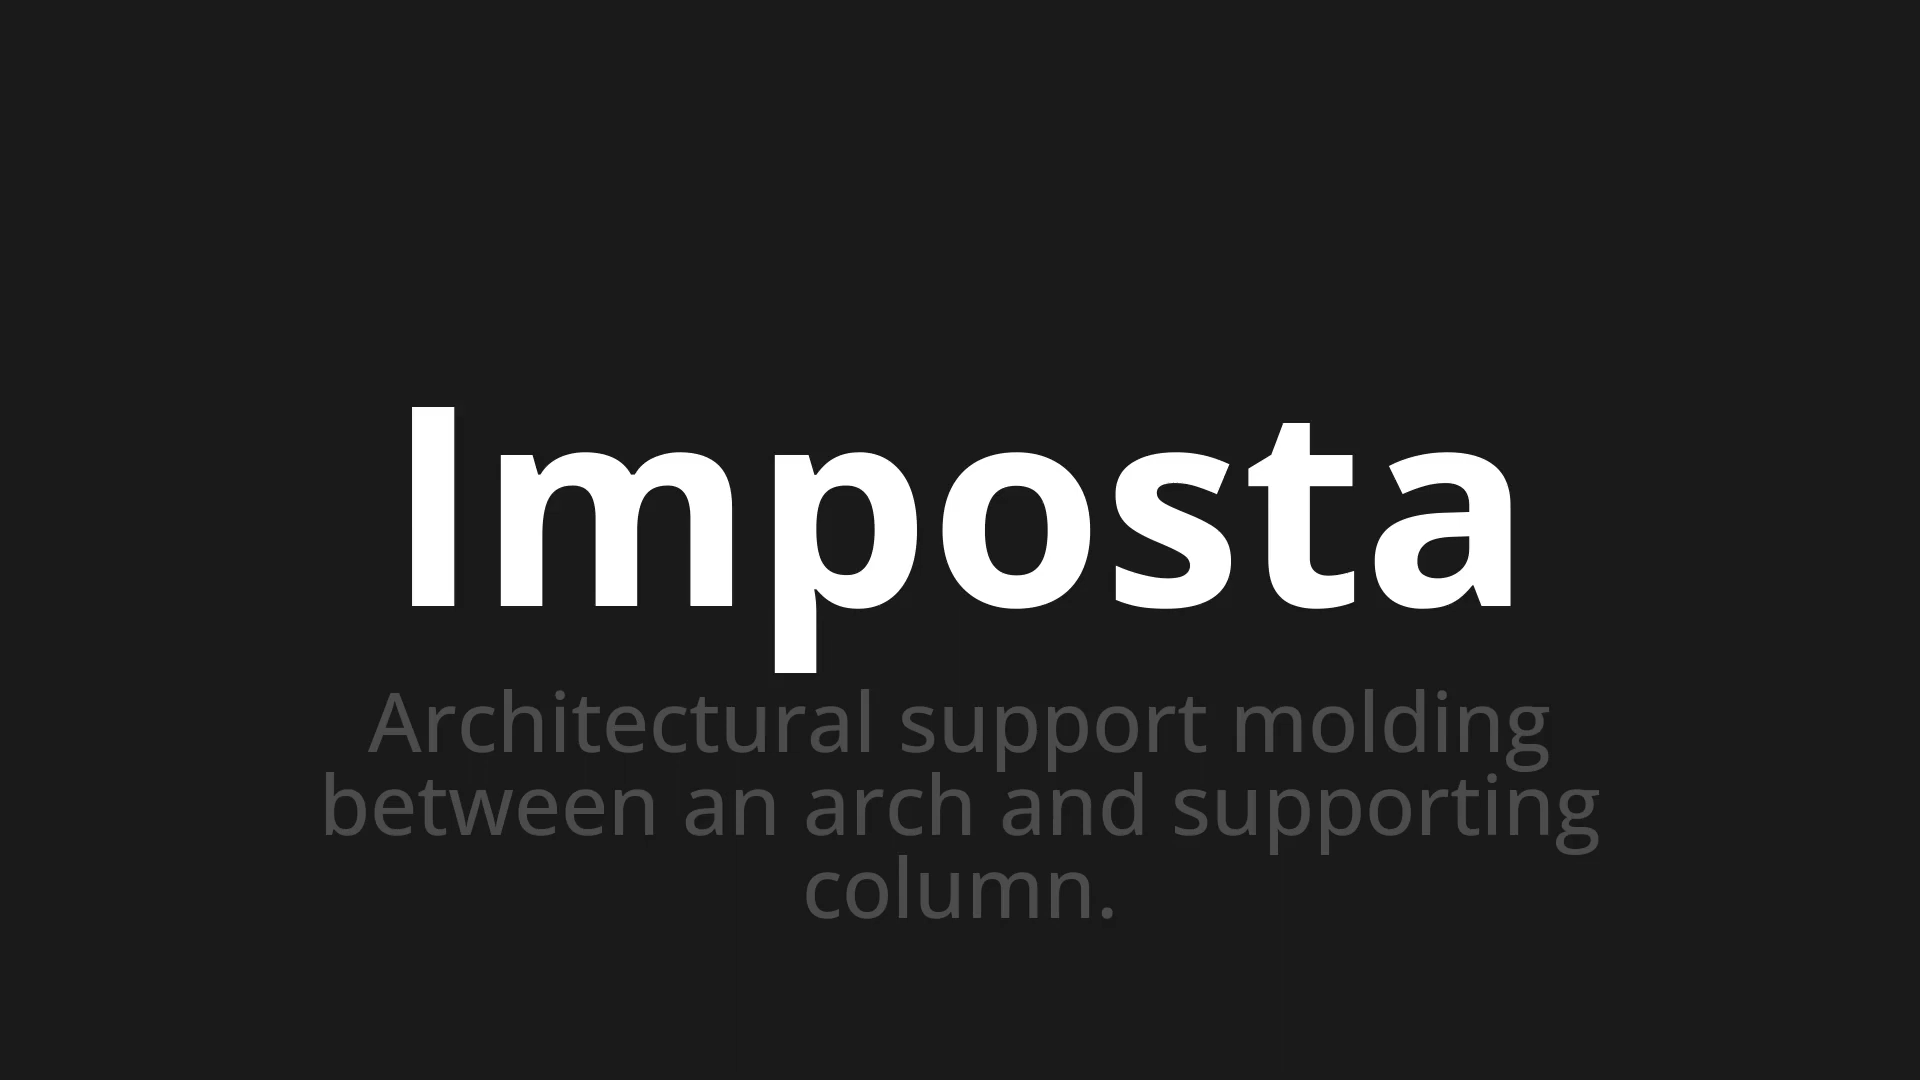 Imposta
Architectural support molding
between an arch and supporting
column.